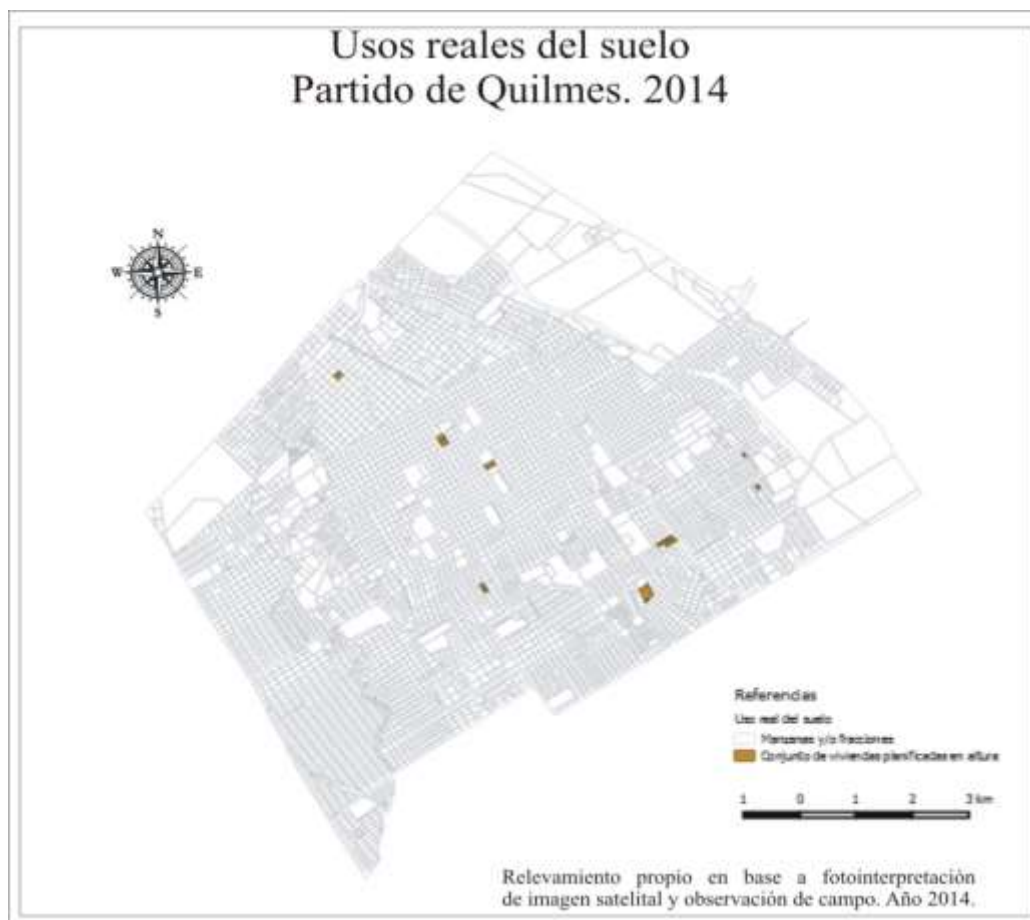 Usos reales del suelo
Partido de Quilmes. 2014
N
W E
S
Referencias
Uso real del suelo
Manzanas y/o fracciones
Conjunto de viviendas planificadas en altura
1 0 1 2 3 km
Relevamiento propio en base a fotointerpretación
de imagen satelital y observación de campo. Año 2014.